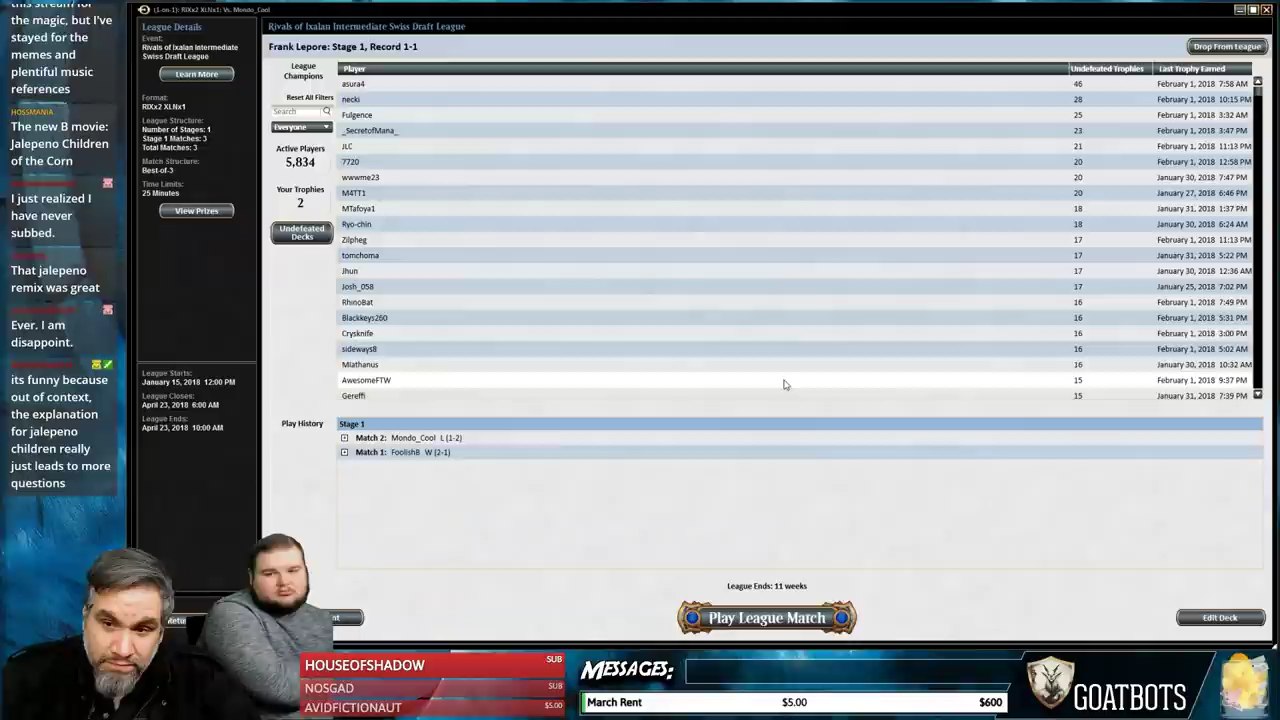 this stream for
the magic, but I've
stayed for the
memes and
plentiful music
references
HOSSMANIA
The new B movie:
Jalepeno Children
of the Corn
I just realized I
have never
subbed.
That jalepeno
remix was great
Ever. I am
disappoint.
its funny because
out of context,
the explanation
for jalepeno
children really
just leads to more
questions
(1-on-1): RIXx2 XLNx1: Vs. Mondo_Cool
League Details
Event:
Rivals of Ixalan Intermediate
Swiss Draft League
Learn More
Format:
RIXx2 XLNx1
League Structure:
Number of Stages: 1
Stage 1 Matches: 3
Total Matches: 3
Match Structure:
Best-of-3
Time Limits:
25 Minutes
View Prizes
League Starts:
January 15, 2018 12:00 PM
League Closes:
April 23, 2018 6:00 AM
League Ends:
April 23, 2018 10:00 AM
Rivals of Ixalan Intermediate Swiss Draft League
Frank Lepore: Stage 1, Record 1-1
Drop From League
League
Champions
Reset All Filters
Search
Everyone
Active Players
5,834
Your Trophies
2
Undefeated
Decks
Player Undefeated Trophies Last Trophy Earned
asura4 46 February 1, 2018 7:58 AM
necki 28 February 1, 2018 10:15 PM
Fulgence 25 February 1, 2018 3:32 AM
_SecretofMana_ 23 February 1, 2018 3:47 PM
JLC 21 February 1, 2018 11:13 PM
7720 20 February 1, 2018 12:58 PM
wwwme23 20 January 30, 2018 7:47 PM
M4TT1 20 January 27, 2018 6:46 PM
MTafoya1 18 January 31, 2018 1:37 PM
Ryo-chin 18 January 30, 2018 6:24 AM
Zilpheg 17 February 1, 2018 11:13 PM
tomchoma 17 January 31, 2018 5:22 PM
Jhun 17 January 30, 2018 12:36 AM
Josh_058 17 January 25, 2018 7:02 PM
RhinoBat 16 February 1, 2018 7:49 PM
Blackkeys260 16 February 1, 2018 5:31 PM
Crysknife 16 February 1, 2018 3:00 PM
sideways8 16 February 1, 2018 5:02 AM
Miathanus 16 January 30, 2018 10:32 AM
AwesomeFTW 15 February 1, 2018 9:37 PM
Gereffi 15 January 31, 2018 7:39 PM
Play History
Stage 1
Match 2: Mondo_Cool L (1-2)
Match 1: FoolishB W (2-1)
League Ends: 11 weeks
Play League Match
Edit Deck
HOUSEOFSHADOW SUB
NOSGAD SUB
AVIDFICTIONAUT $5.00
MESSAGES:
March Rent $5.00 $600
GOATBOTS